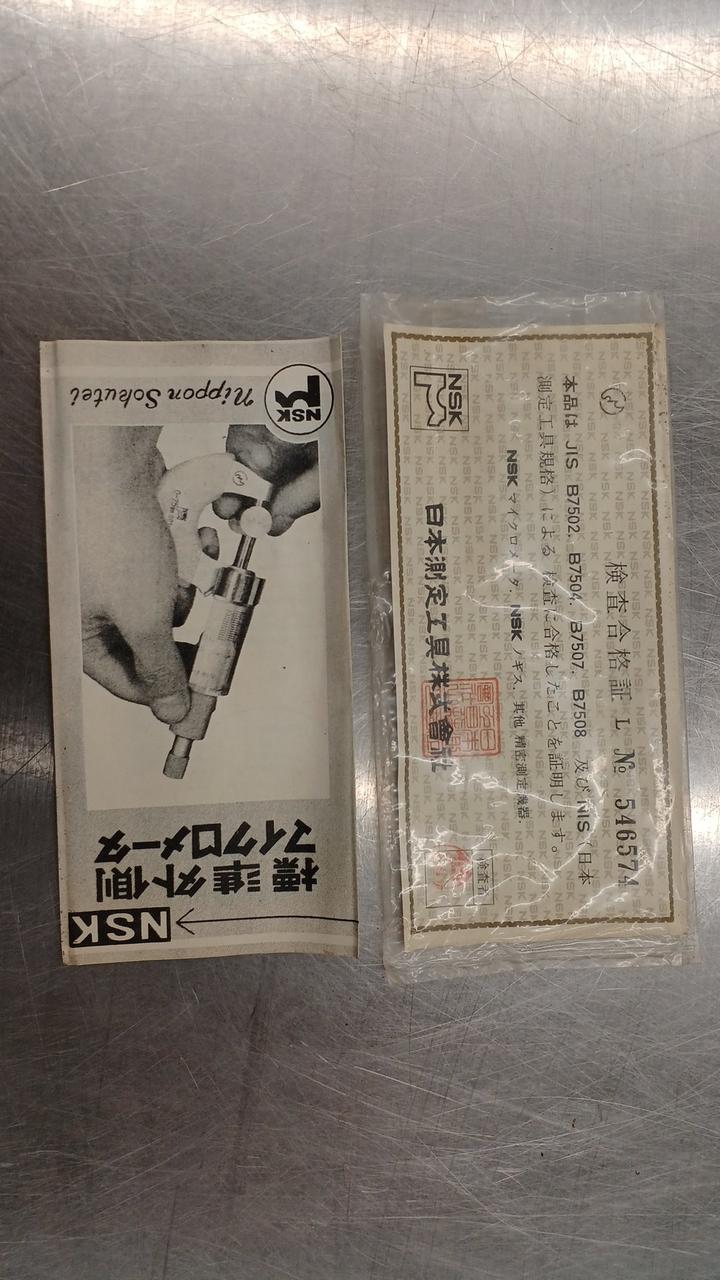 NSK
標準外側
マイクロメータ
NSK
Nippon Sokutei
検査合格証 L № 546574
本品は JIS B7502. B7504. B7507. B7508 及び NIS (日本
測定工具規格) による 検査に合格したことを証明します。
NSK マイクロメータ. NSK ノギス. 其他 精密測定機器.
日本測定工具株式會社
検査者
NSK